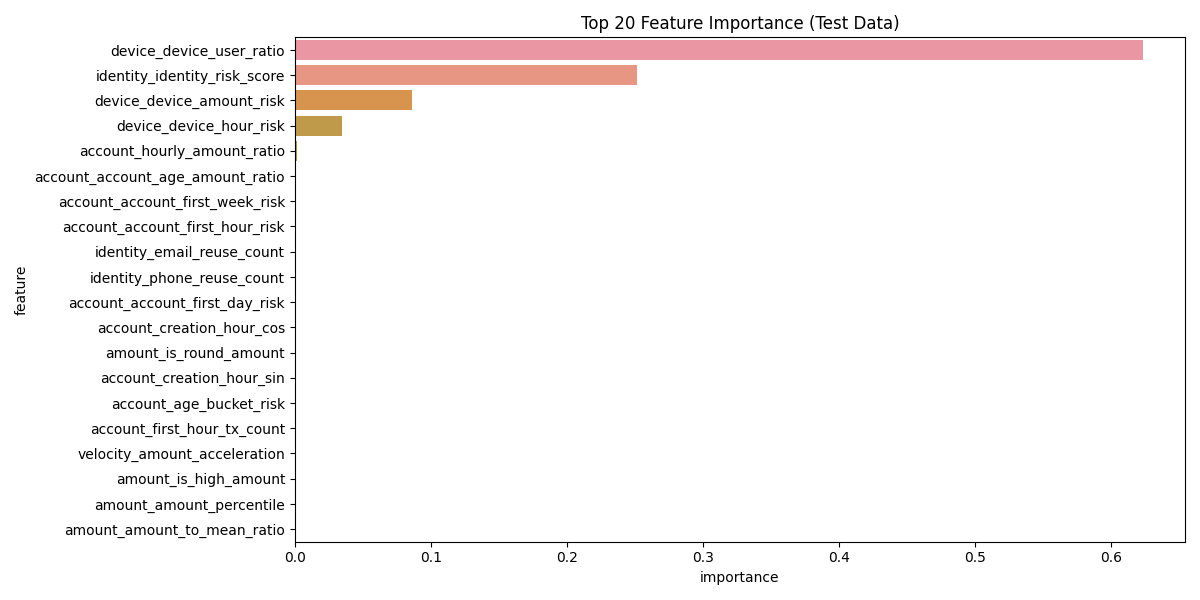 Top 20 Feature Importance (Test Data)
device_device_user_ratio
identity_identity_risk_score
device_device_amount_risk
device_device_hour_risk
account_hourly_amount_ratio
account_account_age_amount_ratio
account_account_first_week_risk
account_account_first_hour_risk
identity_email_reuse_count
identity_phone_reuse_count
account_account_first_day_risk
account_creation_hour_cos
amount_is_round_amount
account_creation_hour_sin
account_age_bucket_risk
account_first_hour_tx_count
velocity_amount_acceleration
amount_is_high_amount
amount_amount_percentile
amount_amount_to_mean_ratio
feature
0.0 0.1 0.2 0.3 0.4 0.5 0.6
importance